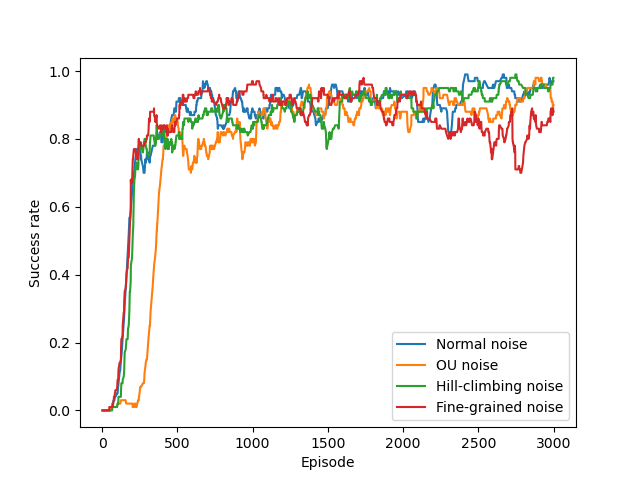 1.0
0.8
0.6
0.4
0.2
0.0
Success rate
0
500
1000
1500
2000
2500
3000
Episode
Normal noise
OU noise
Hill-climbing noise
Fine-grained noise